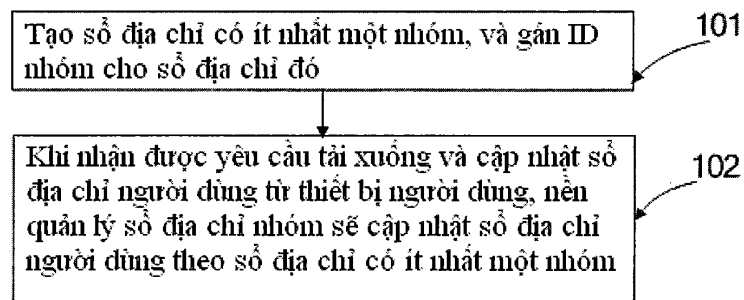 Tạo sổ địa chỉ có ít nhất một nhóm, và gán ID
nhóm cho sổ địa chỉ đó
101
Khi nhận được yêu cầu tải xuống và cập nhật sổ
địa chỉ người dùng từ thiết bị người dùng, nền
quản lý sổ địa chỉ nhóm sẽ cập nhật sổ địa chỉ
người dùng theo sổ địa chỉ có ít nhất một nhóm
102